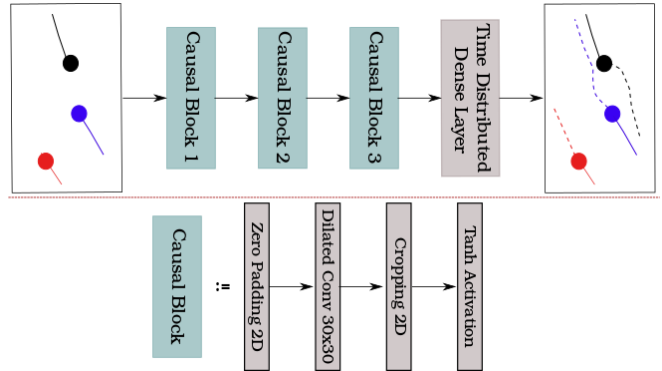 Causal Block 1
Causal Block 2
Causal Block 3
Time Distributed
Dense Layer
Causal Block
:=
Zero Padding 2D
Dilated Conv 30x30
Cropping 2D
Tanh Activation